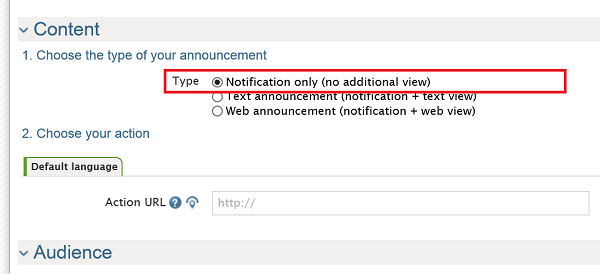 Content
1. Choose the type of your announcement
Type Notification only (no additional view)
Text announcement (notification + text view)
Web announcement (notification + web view)
2. Choose your action
Default language
Action URL ? http://
Audience